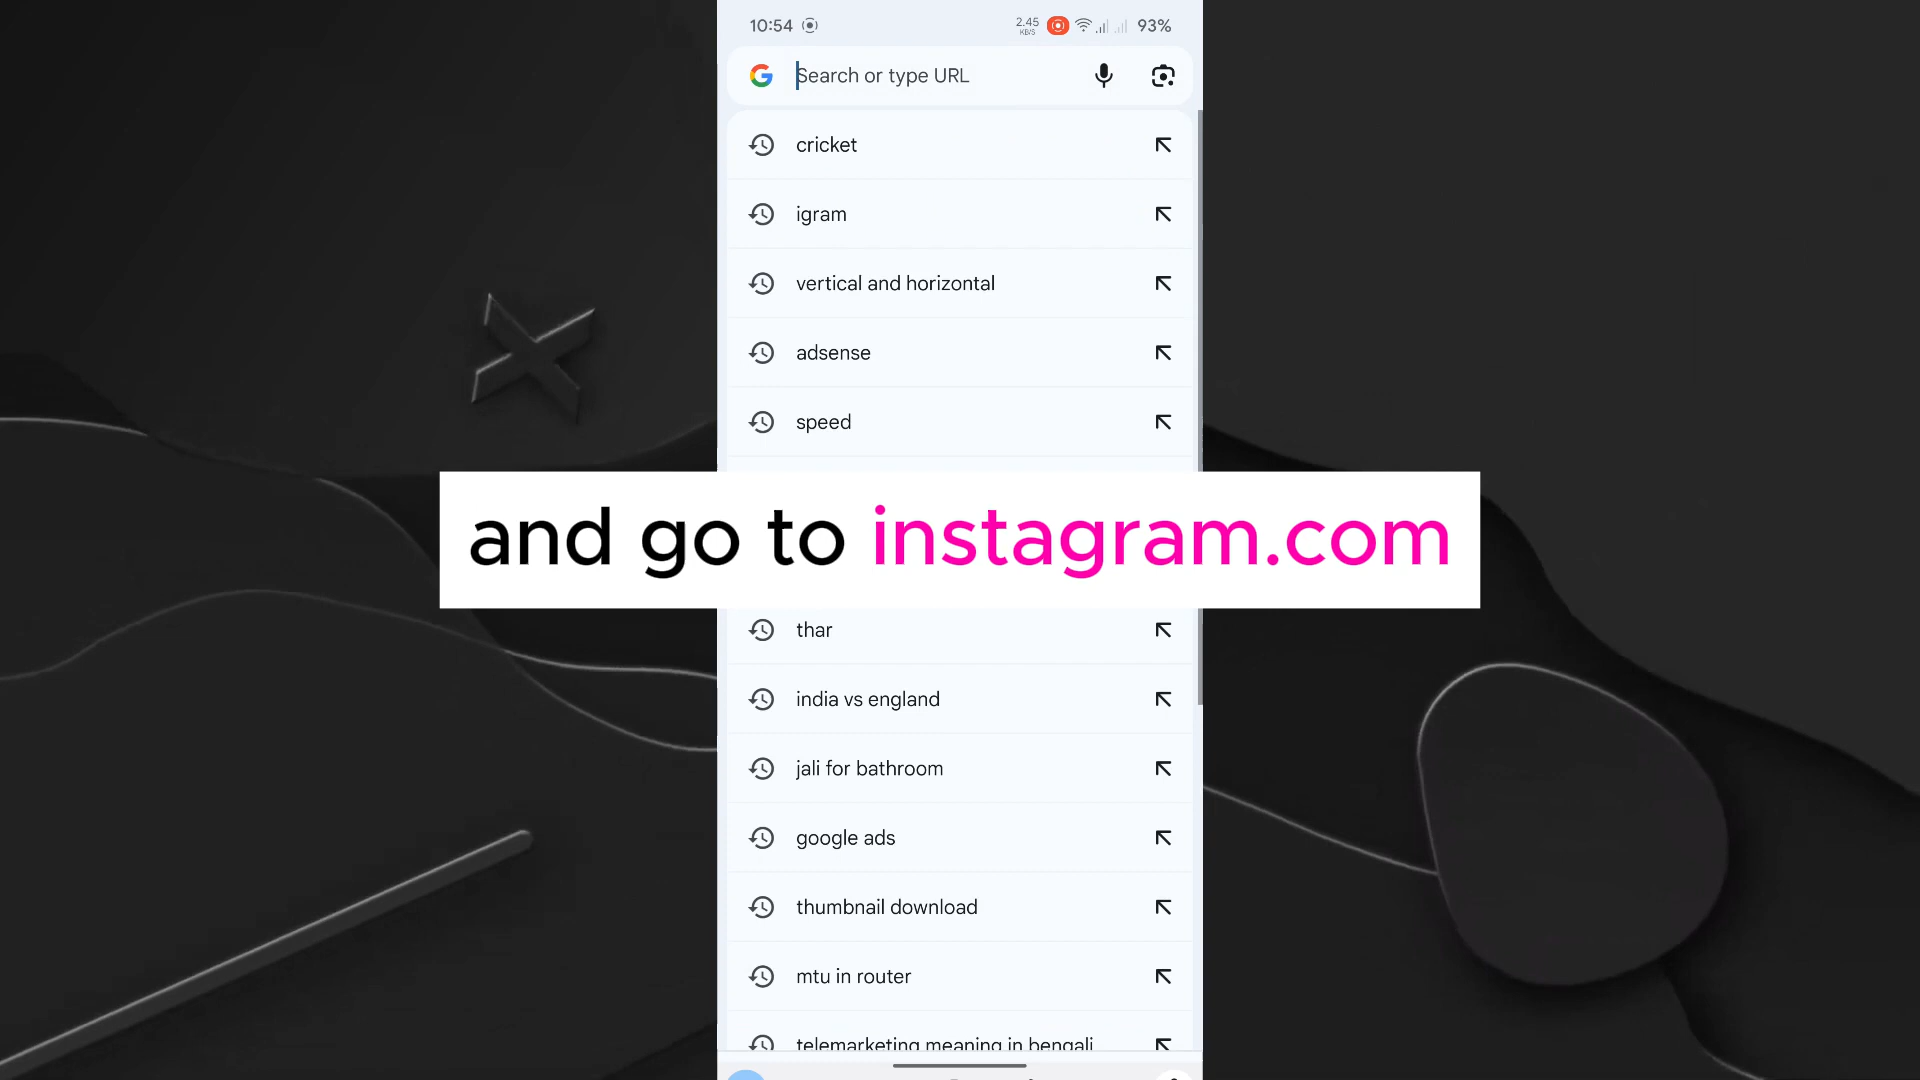 10:54
2.45 KB/S
93%
Search or type URL
cricket
igram
vertical and horizontal
adsense
speed
and go to instagram.com
thar
india vs england
jali for bathroom
google ads
thumbnail download
mtu in router
telemarketing meaning in bengali